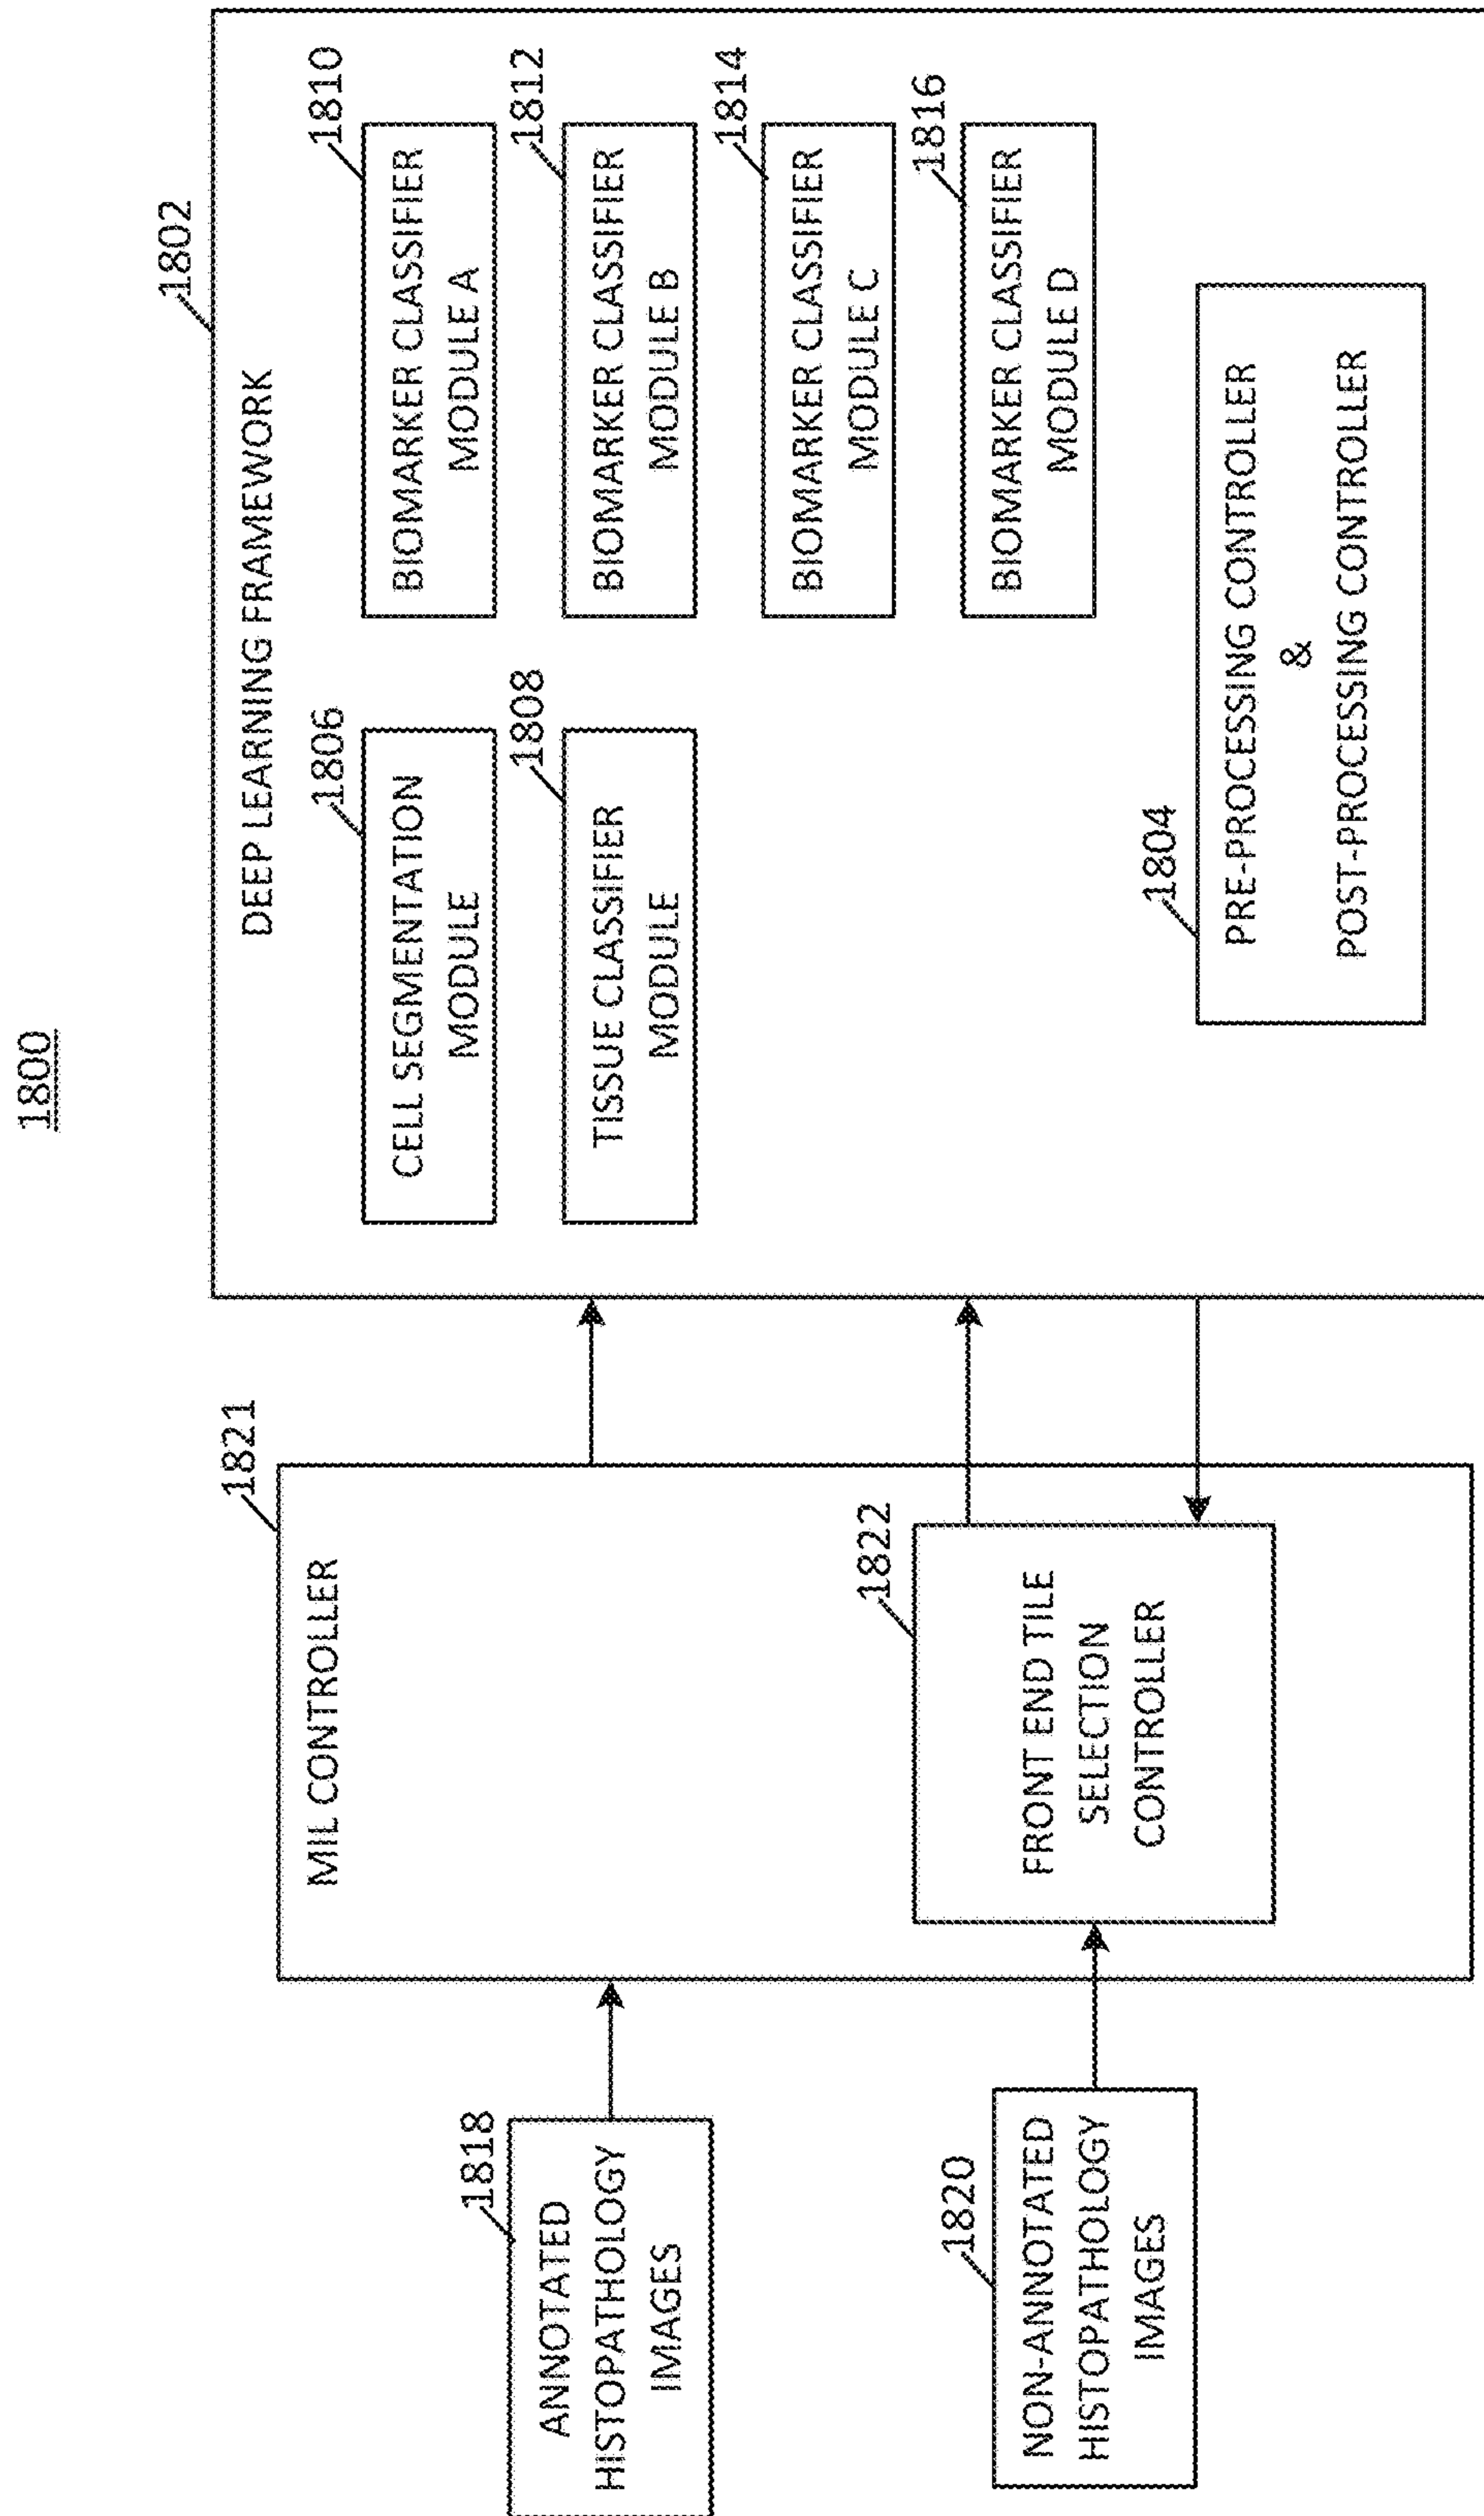 1800
1802
DEEP LEARNING FRAMEWORK
1806
CELL SEGMENTATION
MODULE
1808
TISSUE CLASSIFIER
MODULE
1810
BIOMARKER CLASSIFIER
MODULE A
1812
BIOMARKER CLASSIFIER
MODULE B
1814
BIOMARKER CLASSIFIER
MODULE C
1816
BIOMARKER CLASSIFIER
MODULE D
1804
PRE-PROCESSING CONTROLLER
&
POST-PROCESSING CONTROLLER
1821
MIL CONTROLLER
1822
FRONT END TILE
SELECTION
CONTROLLER
1818
ANNOTATED
HISTOPATHOLOGY
IMAGES
1820
NON-ANNOTATED
HISTOPATHOLOGY
IMAGES